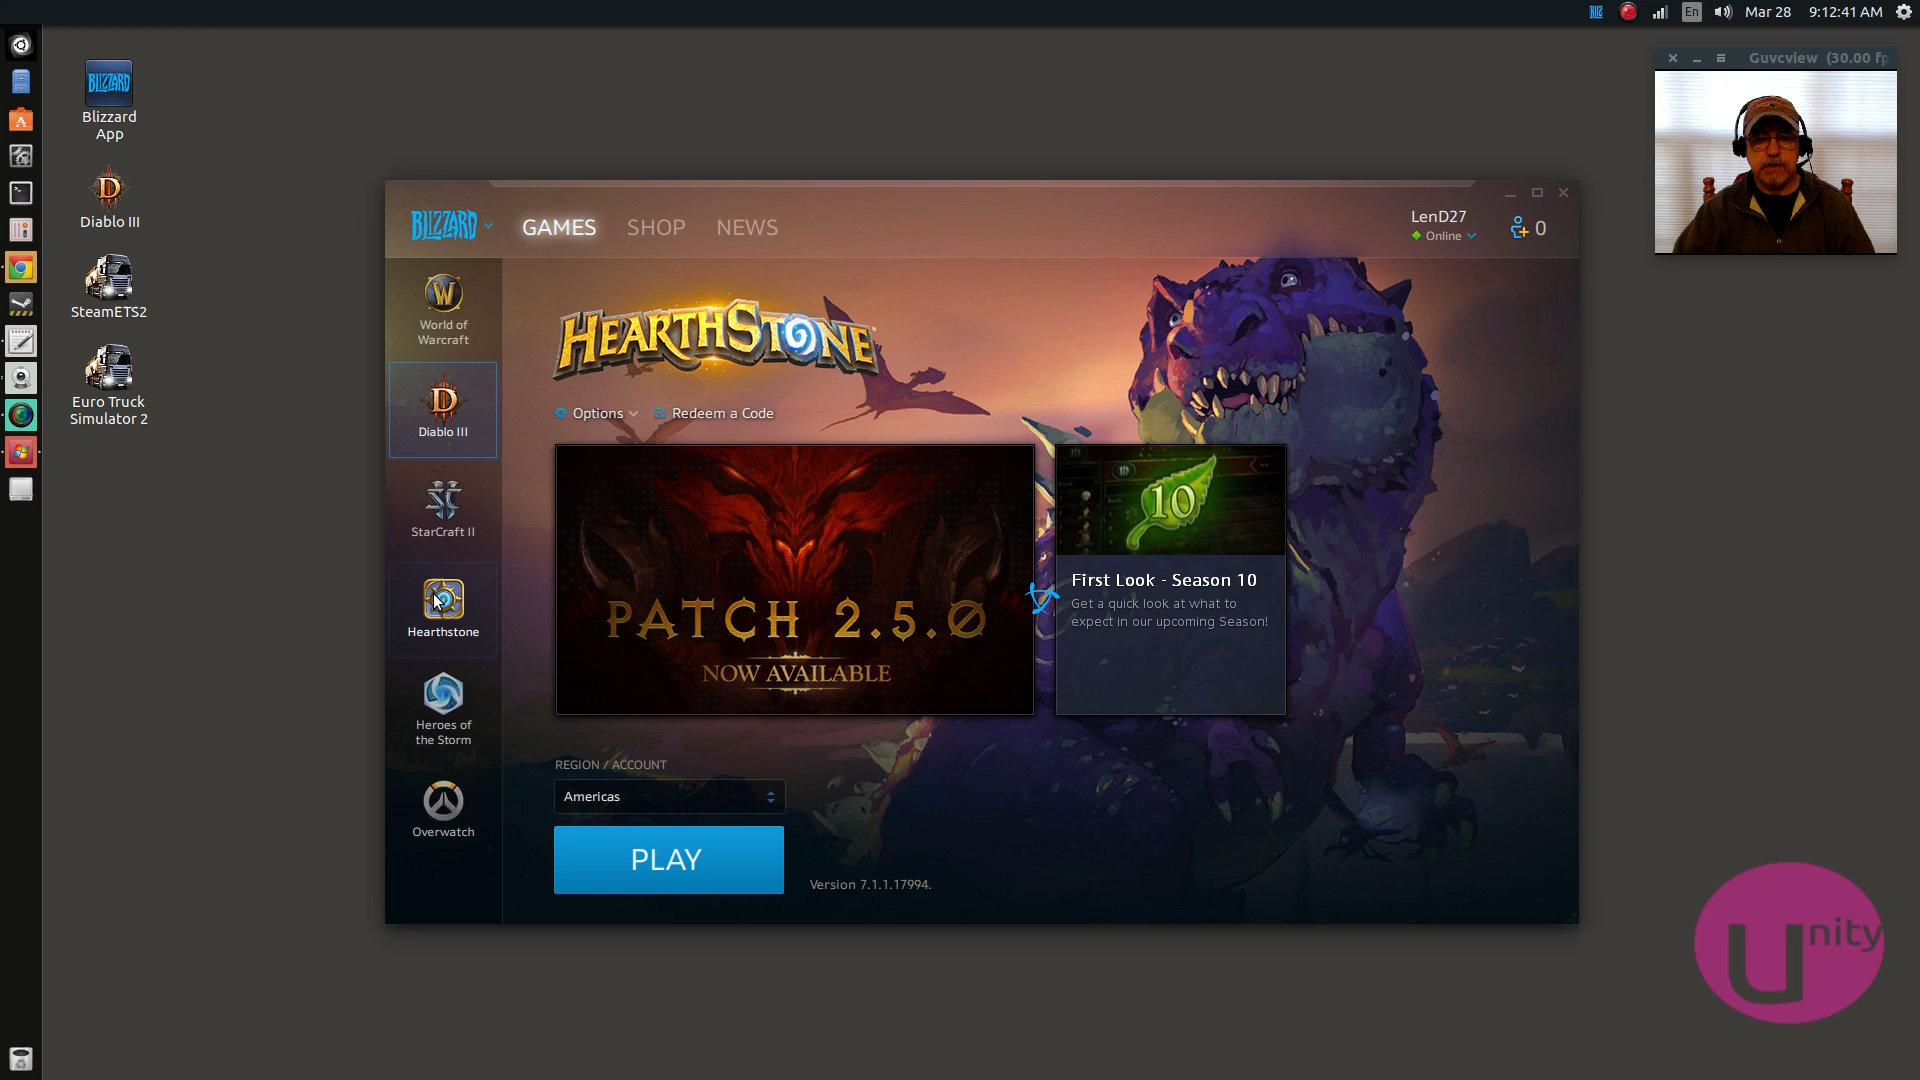 En
Mar 28
9:12:41 AM
BLIZZARD
Blizzard
App
Diablo III
SteamETS2
Euro Truck
Simulator 2
Guvcview (30.00 fp
BLIZZARD
GAMES
SHOP
NEWS
LenD27
Online
0
World of
Warcraft
Diablo III
StarCraft II
Hearthstone
Heroes of
the Storm
Overwatch
HEARTHSTONE
Options
Redeem a Code
PATCH 2.5.0
NOW AVAILABLE
10
First Look - Season 10
Get a quick look at what to
expect in our upcoming Season!
REGION / ACCOUNT
Americas
PLAY
Version 7.1.1.17994.
Unity